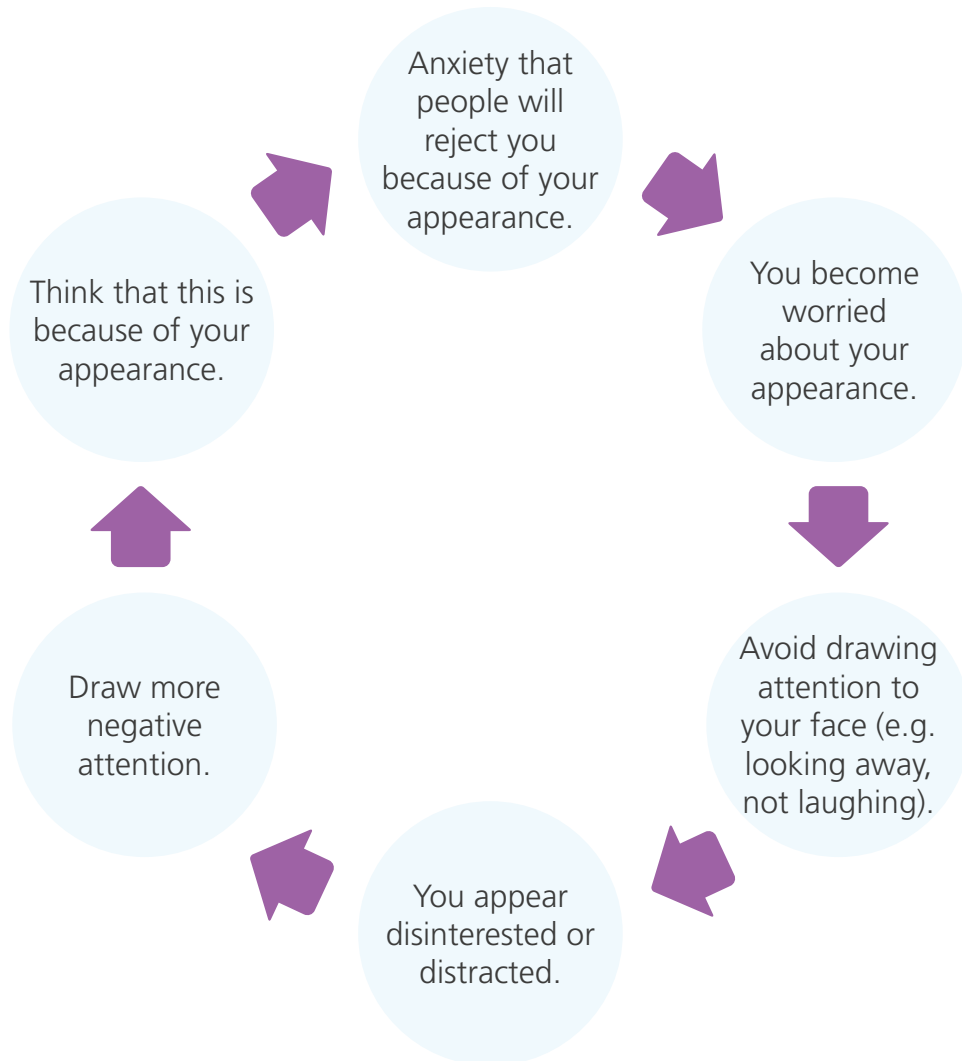 Anxiety that
people will
reject you
because of your
appearance.
You become
worried
about your
appearance.
Avoid drawing
attention to
your face (e.g.
looking away,
not laughing).
You appear
disinterested or
distracted.
Draw more
negative
attention.
Think that this is
because of your
appearance.